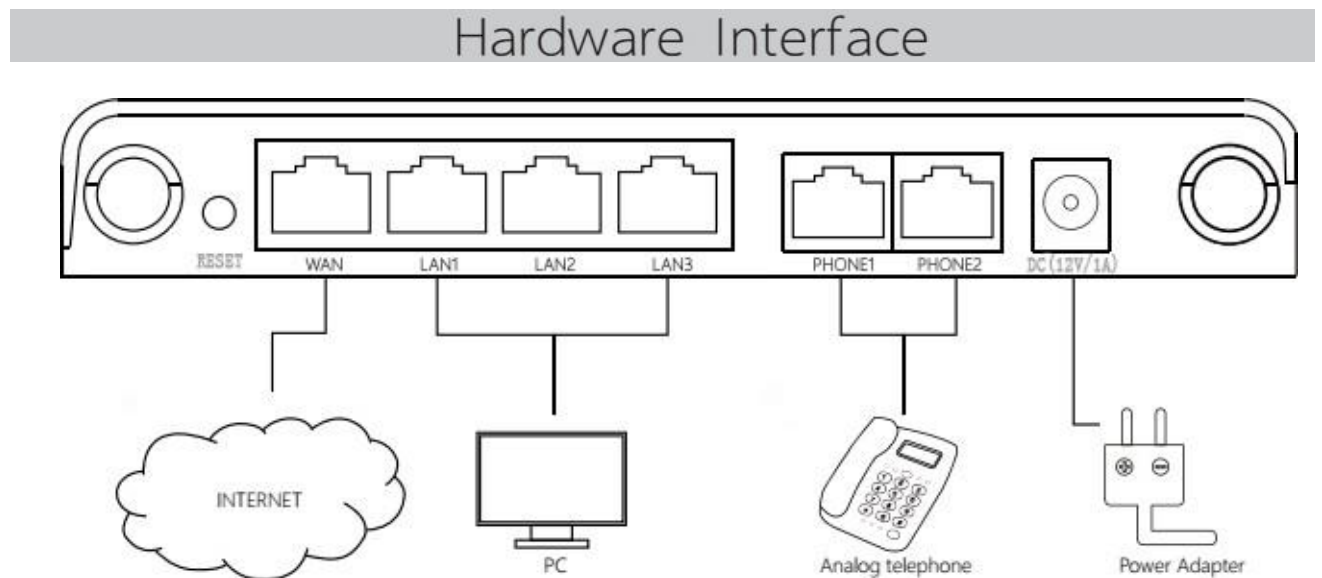 Hardware Interface
RESET WAN LAN1 LAN2 LAN3 PHONE1 PHONE2 DC(12V/1A)
INTERNET
PC Analog telephone Power Adapter